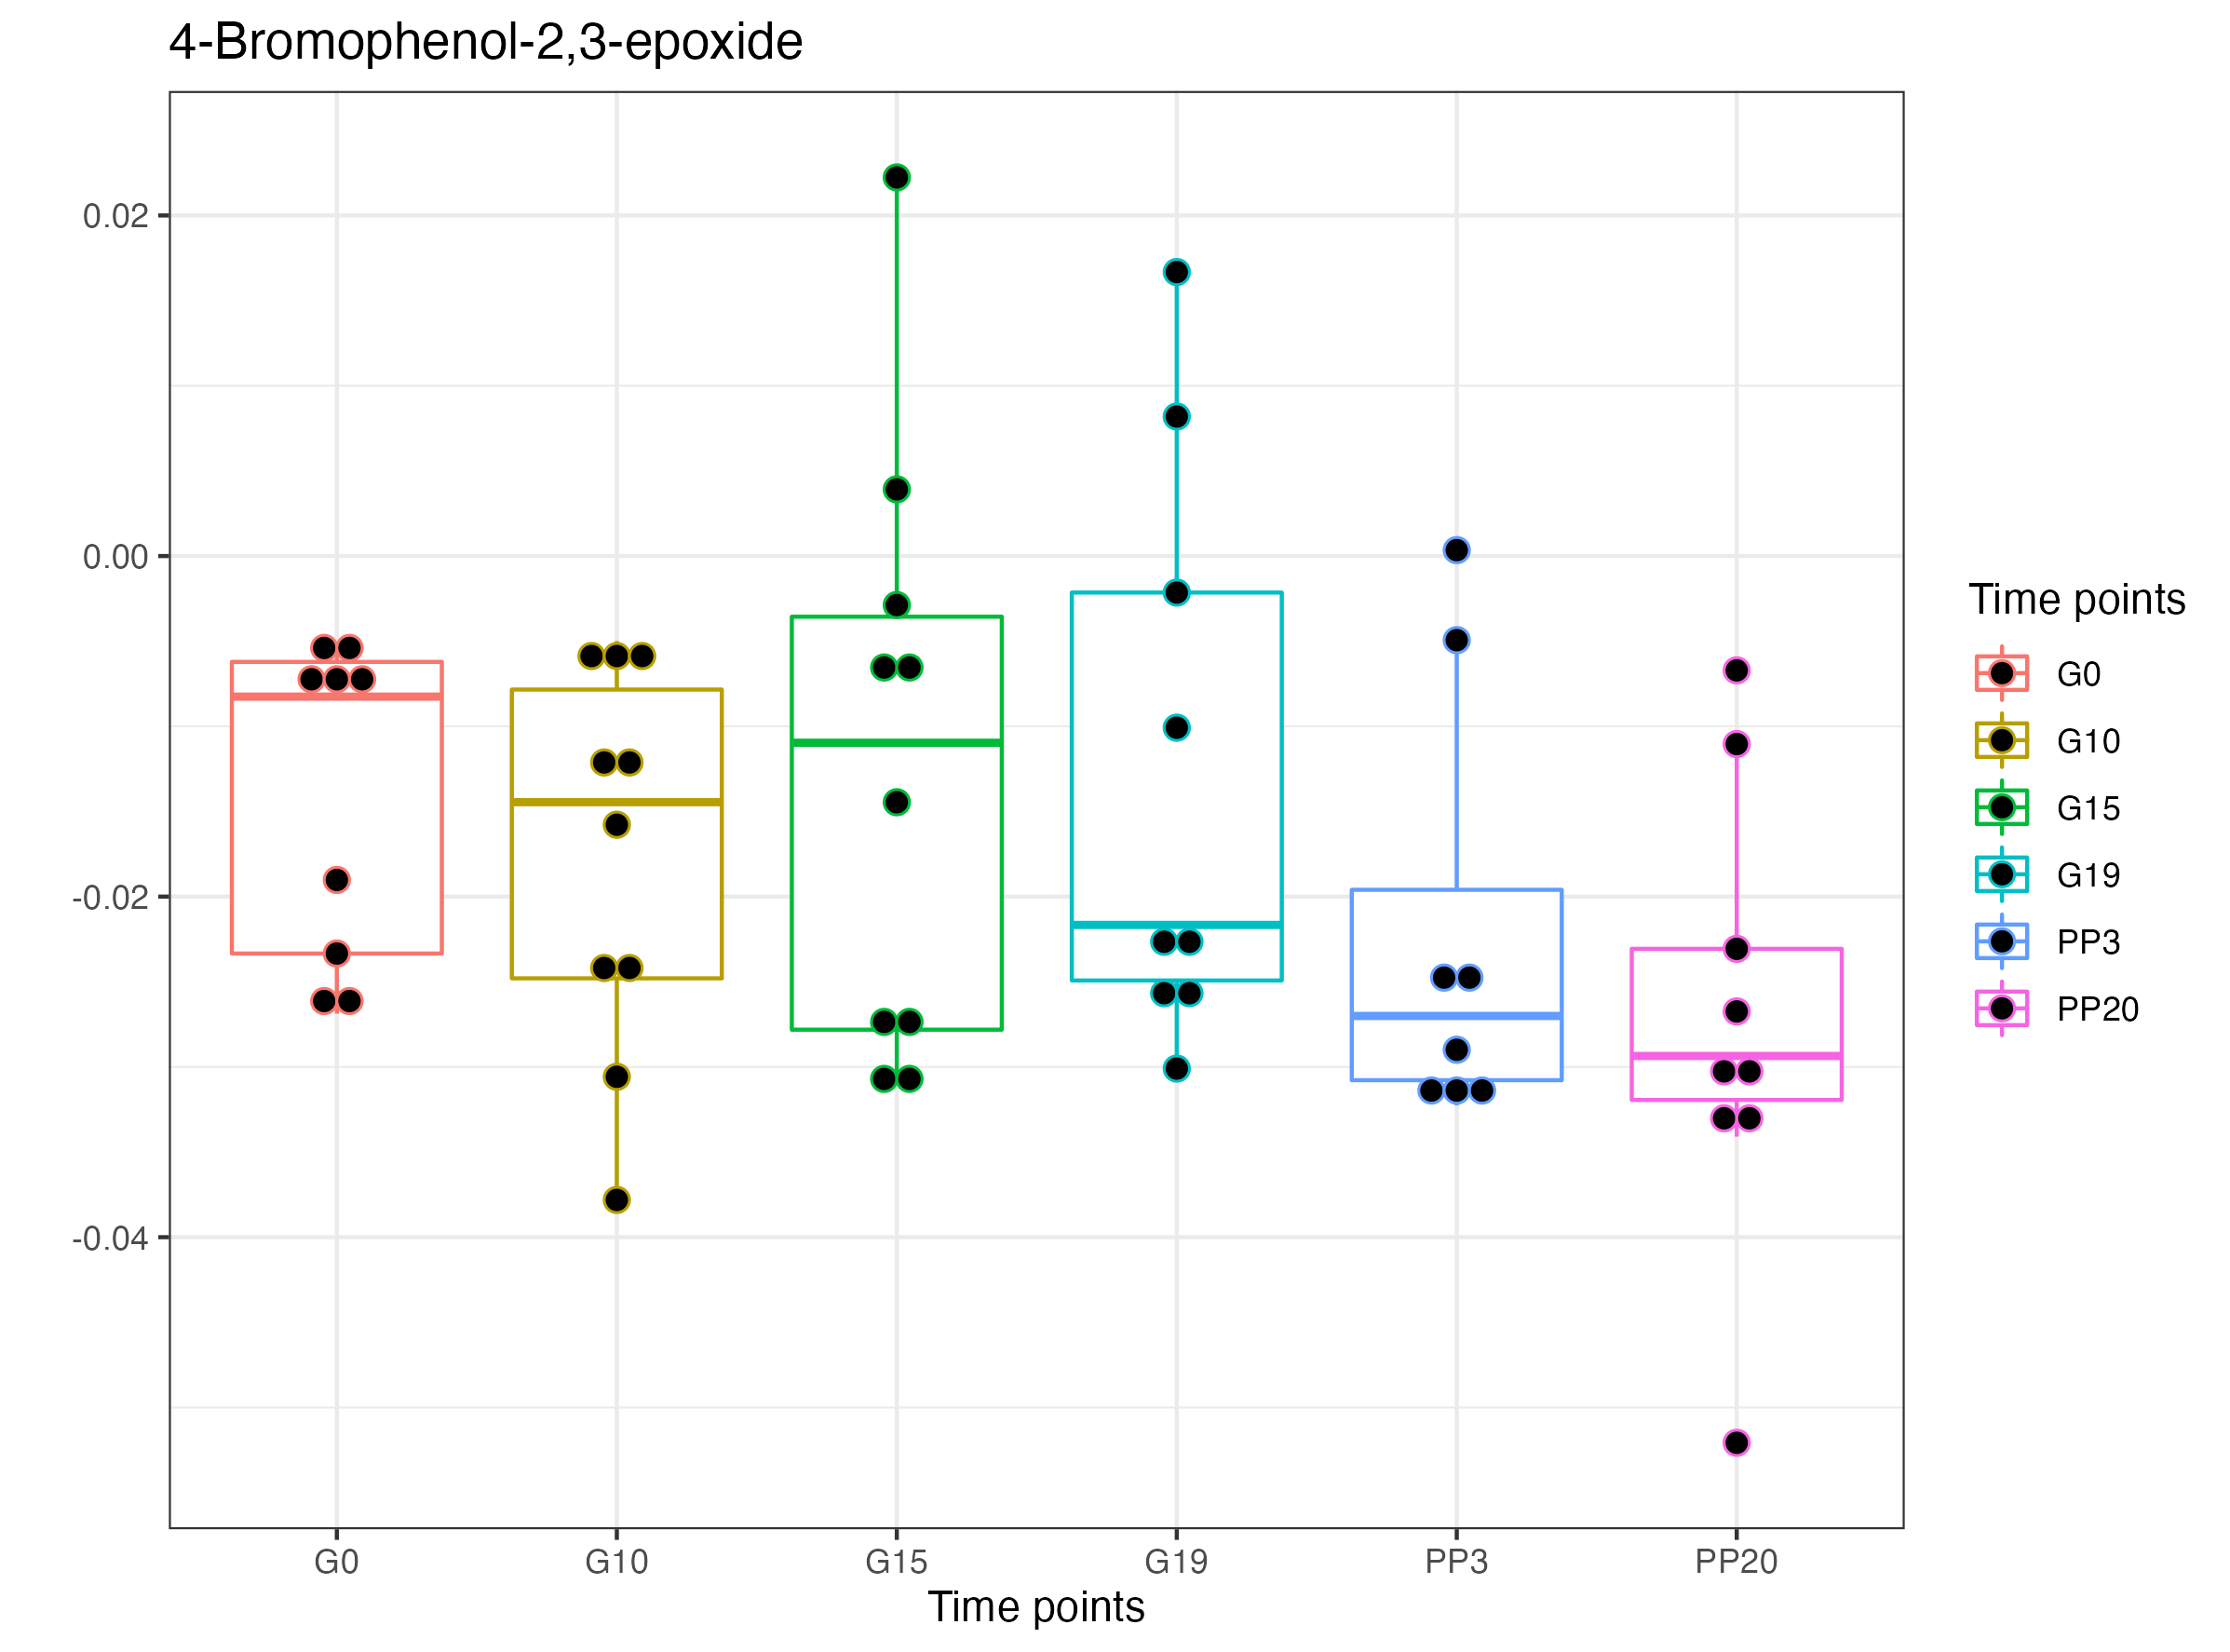 4-Bromophenol-2,3-epoxide
0.02
0.00
-0.02
-0.04
G0 G10 G15 G19 PP3 PP20
Time points
Time points
G0
G10
G15
G19
PP3
PP20